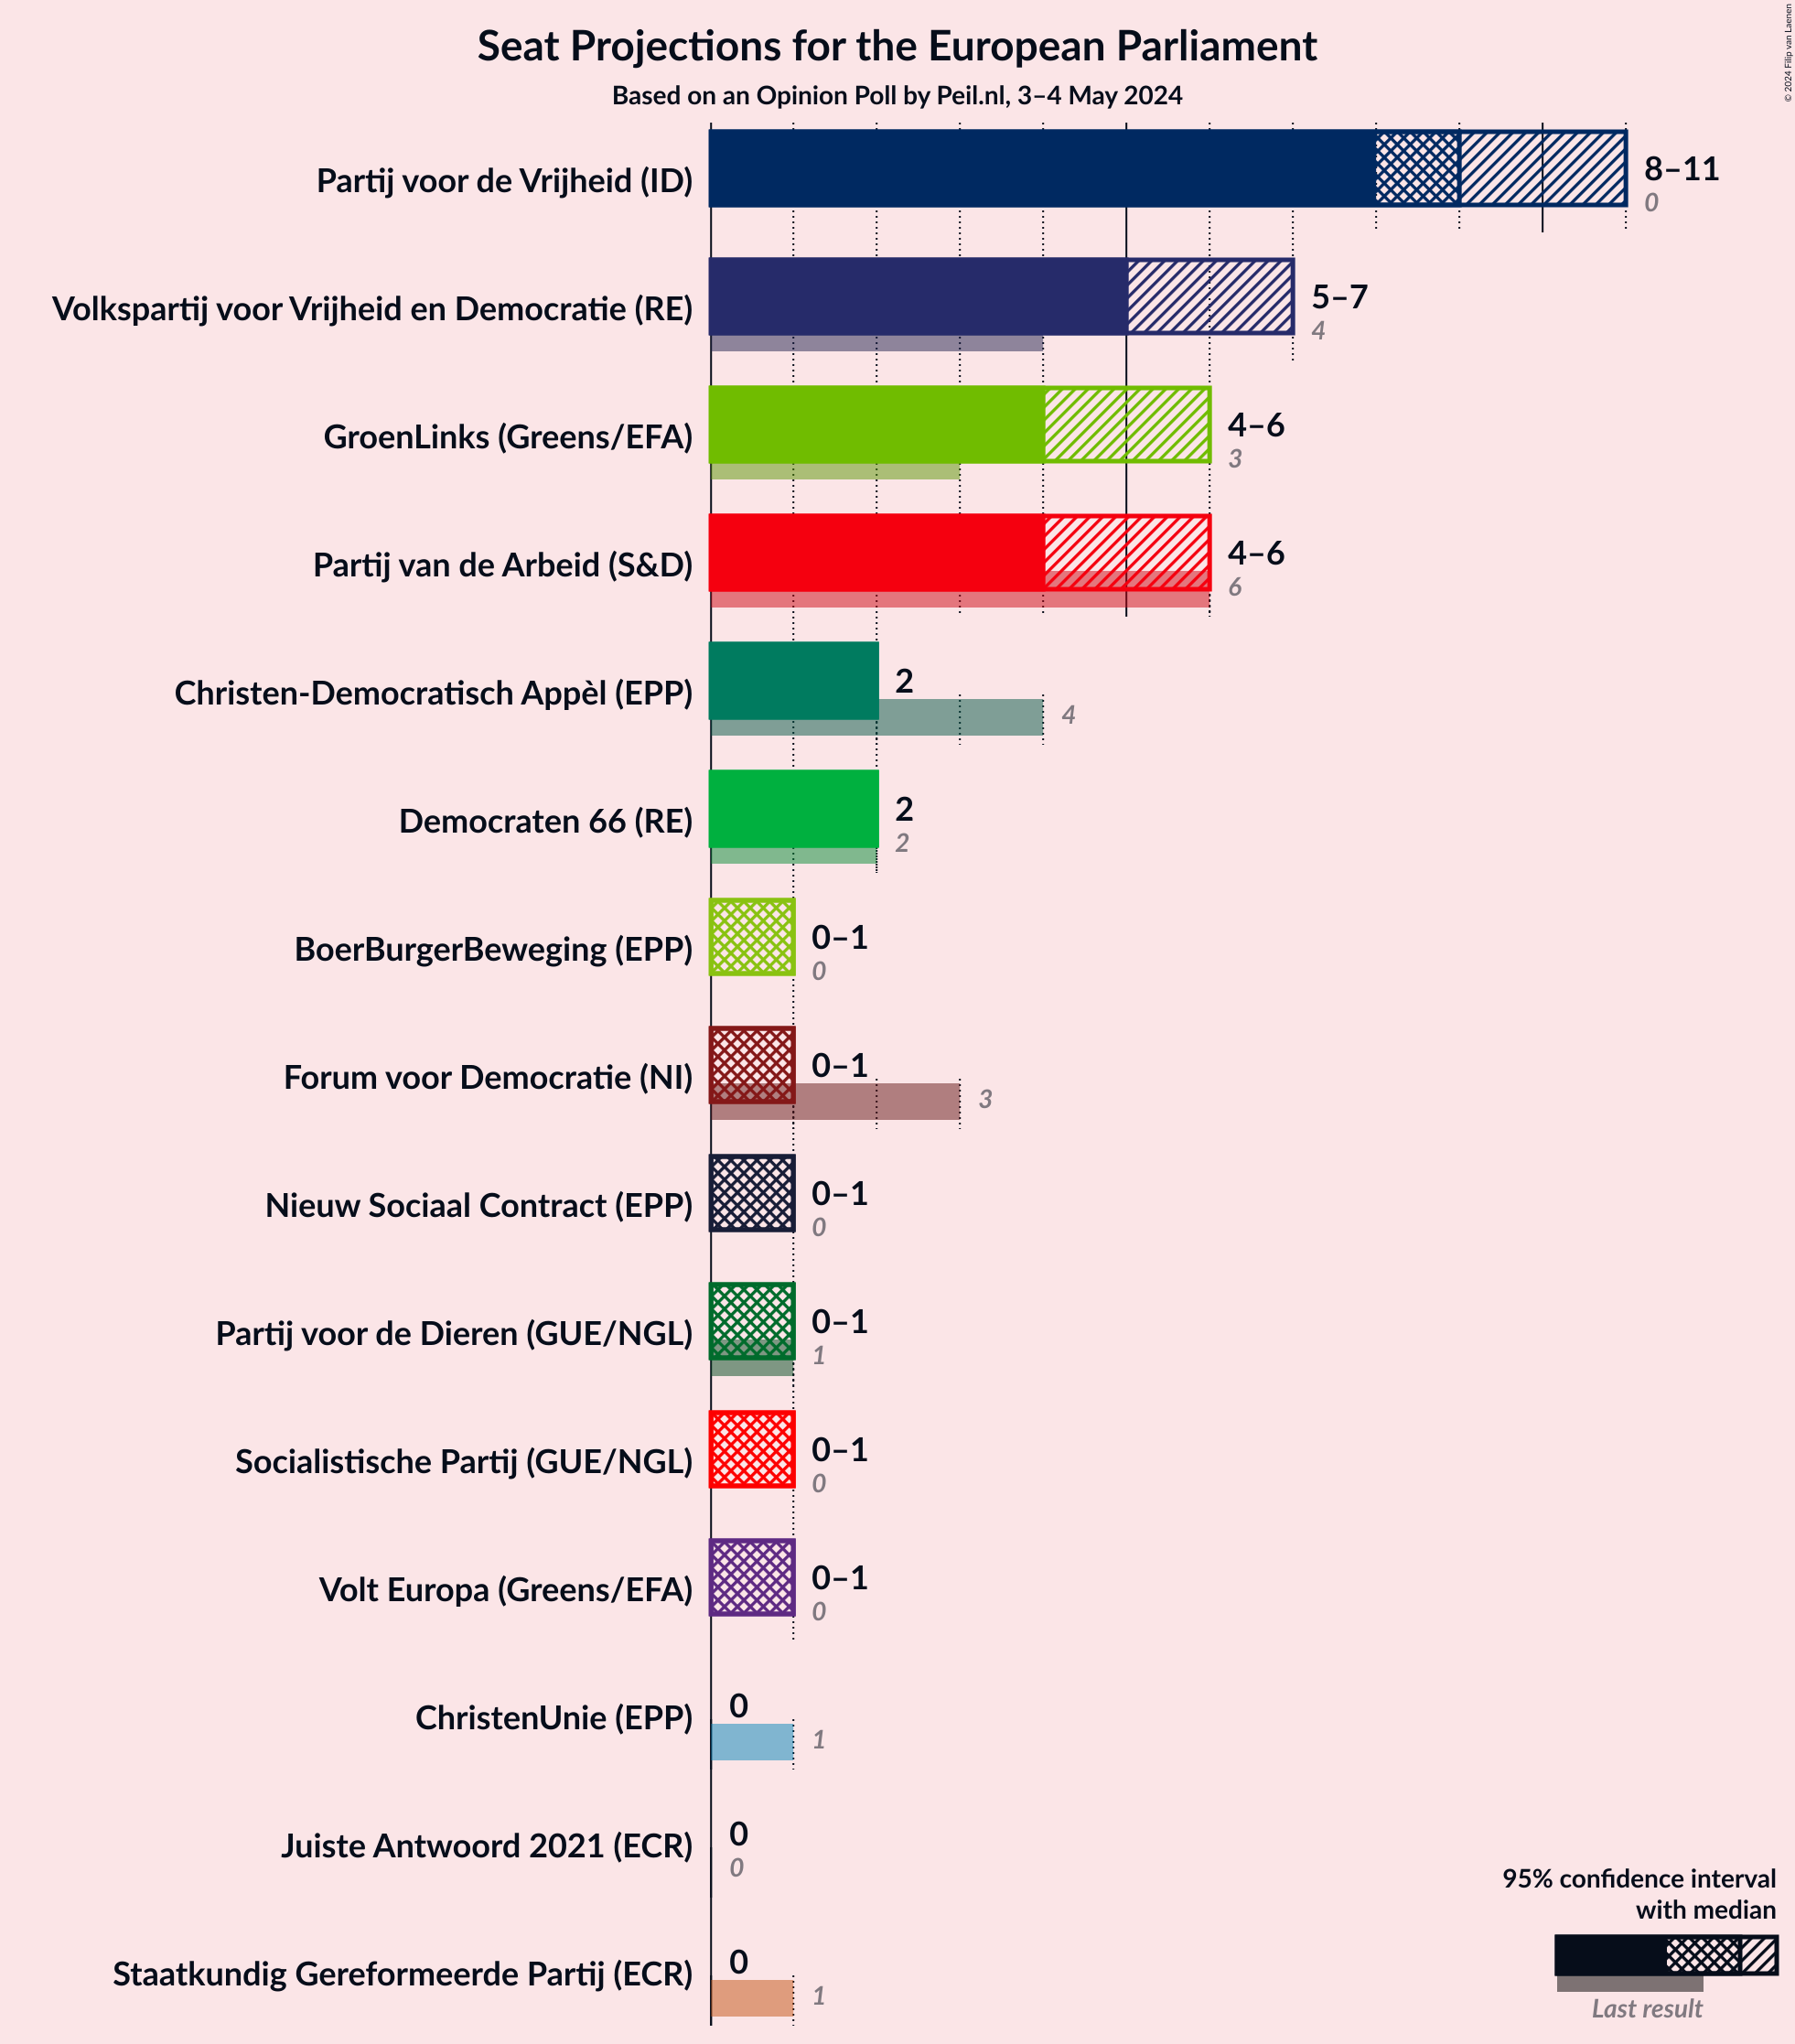 Seat Projections for the European Parliament
Based on an Opinion Poll by Peil.nl, 3–4 May 2024
© 2024 Filip van Laenen
Partij voor de Vrijheid (ID)
8–11
0
Volkspartij voor Vrijheid en Democratie (RE)
5–7
4
GroenLinks (Greens/EFA)
4–6
3
Partij van de Arbeid (S&D)
4–6
6
Christen-Democratisch Appèl (EPP)
2
4
Democraten 66 (RE)
2
2
BoerBurgerBeweging (EPP)
0–1
0
Forum voor Democratie (NI)
0–1
3
Nieuw Sociaal Contract (EPP)
0–1
0
Partij voor de Dieren (GUE/NGL)
0–1
1
Socialistische Partij (GUE/NGL)
0–1
0
Volt Europa (Greens/EFA)
0–1
0
ChristenUnie (EPP)
0
1
Juiste Antwoord 2021 (ECR)
0
0
Staatkundig Gereformeerde Partij (ECR)
0
1
95% confidence interval
with median
Last result